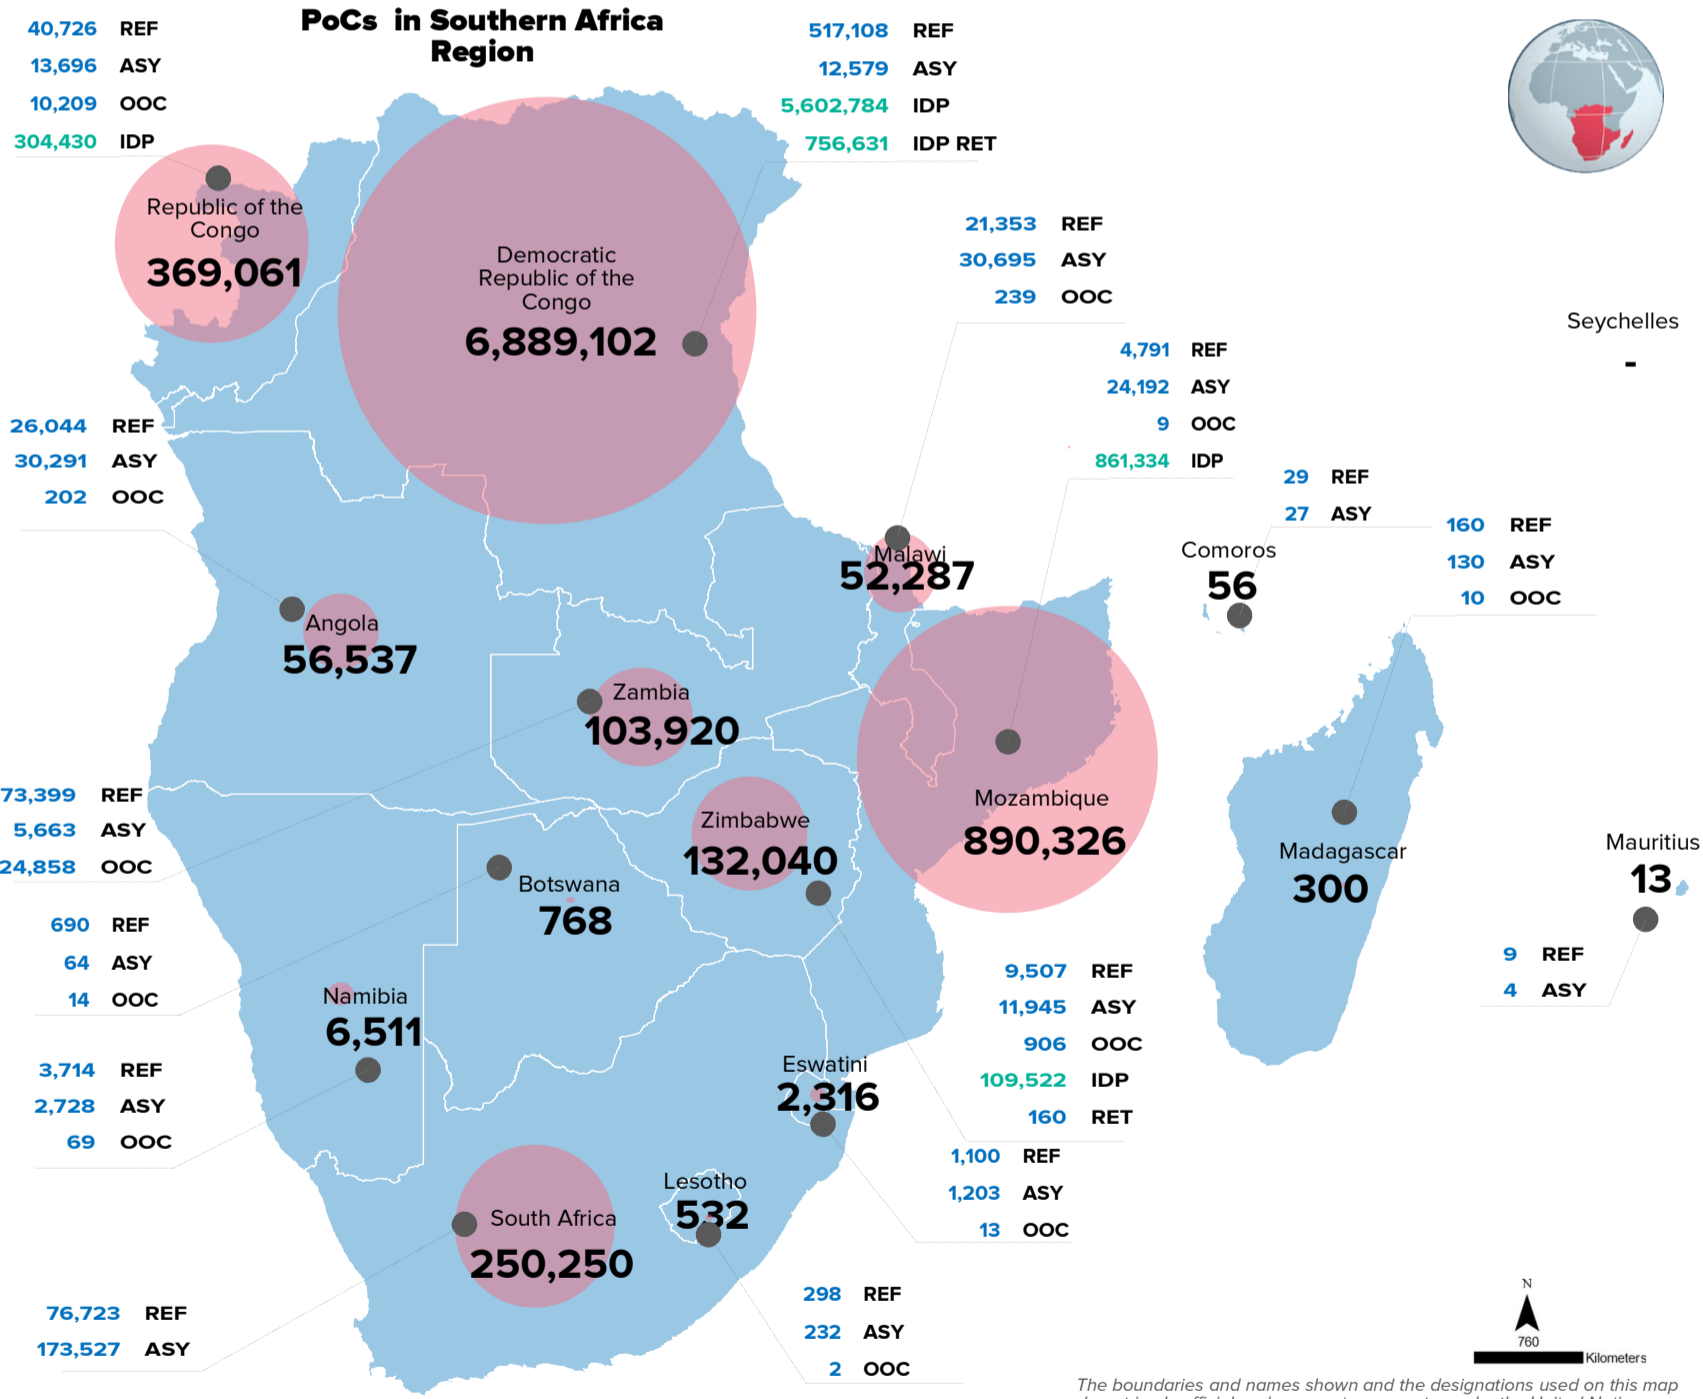 PoCs in Southern Africa
Region
40,726 REF
13,696 ASY
10,209 OOC
304,430 IDP
517,108 REF
12,579 ASY
5,602,784 IDP
756,631 IDP RET
Republic of the
Congo
369,061
Democratic
Republic of the
Congo
6,889,102
21,353 REF
30,695 ASY
239 OOC
Seychelles
-
4,791 REF
24,192 ASY
9 OOC
861,334 IDP
26,044 REF
30,291 ASY
202 OOC
29 REF
27 ASY
160 REF
130 ASY
10 OOC
Malawi
52,287
Comoros
56
Angola
56,537
Zambia
103,920
73,399 REF
5,663 ASY
24,858 OOC
Zimbabwe
132,040
Mozambique
890,326
Madagascar
300
Mauritius
13
Botswana
768
690 REF
64 ASY
14 OOC
9 REF
4 ASY
Namibia
6,511
9,507 REF
11,945 ASY
906 OOC
109,522 IDP
160 RET
3,714 REF
2,728 ASY
69 OOC
Eswatini
2,316
1,100 REF
1,203 ASY
13 OOC
Lesotho
532
South Africa
250,250
76,723 REF
173,527 ASY
298 REF
232 ASY
2 OOC
N
760
Kilometers
The boundaries and names shown and the designations used on this map